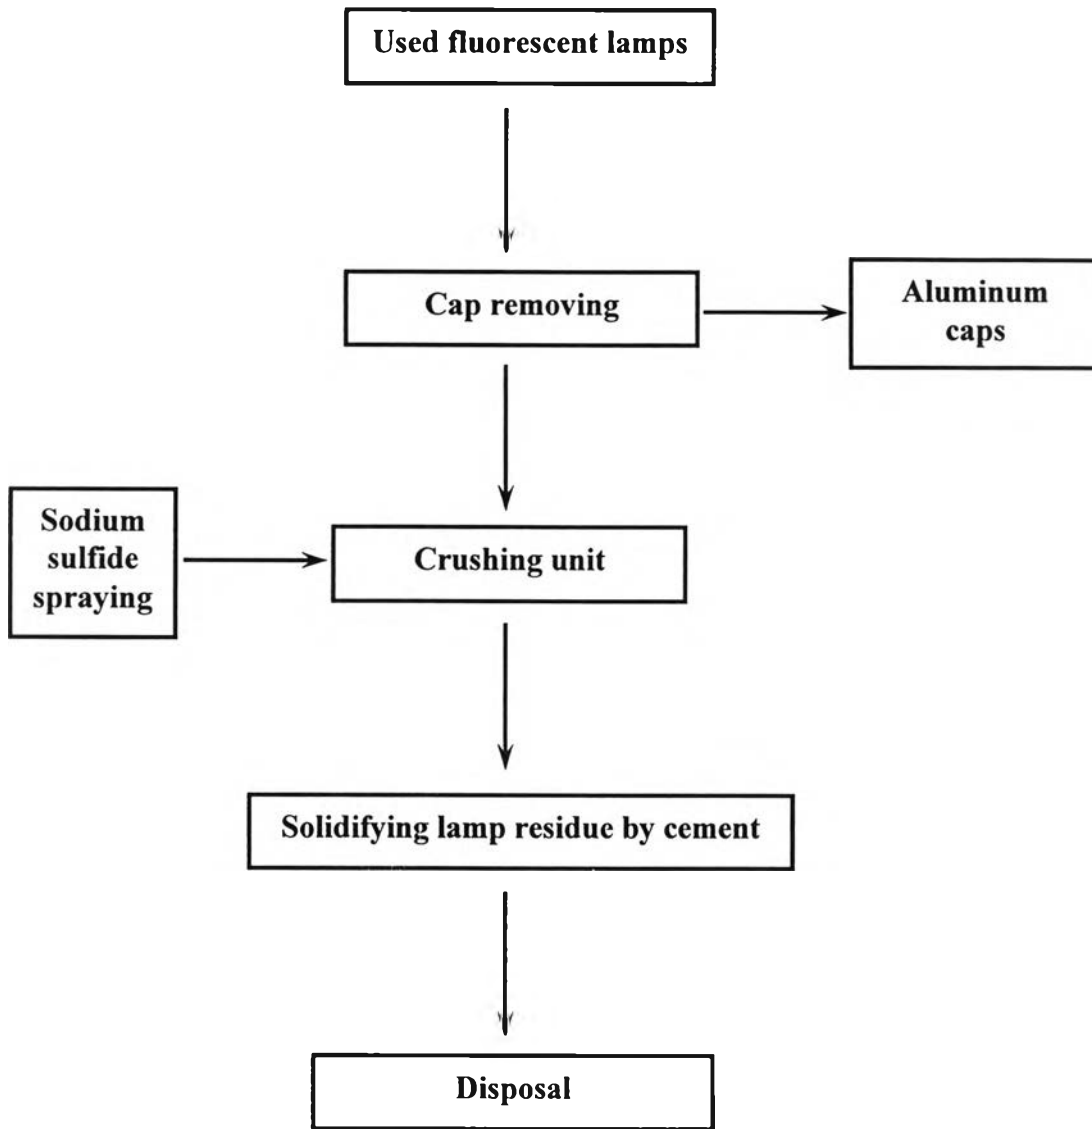 Used fluorescent lamps
Cap removing
Aluminum
caps
Sodium
sulfide
spraying
Crushing unit
Solidifying lamp residue by cement
Disposal